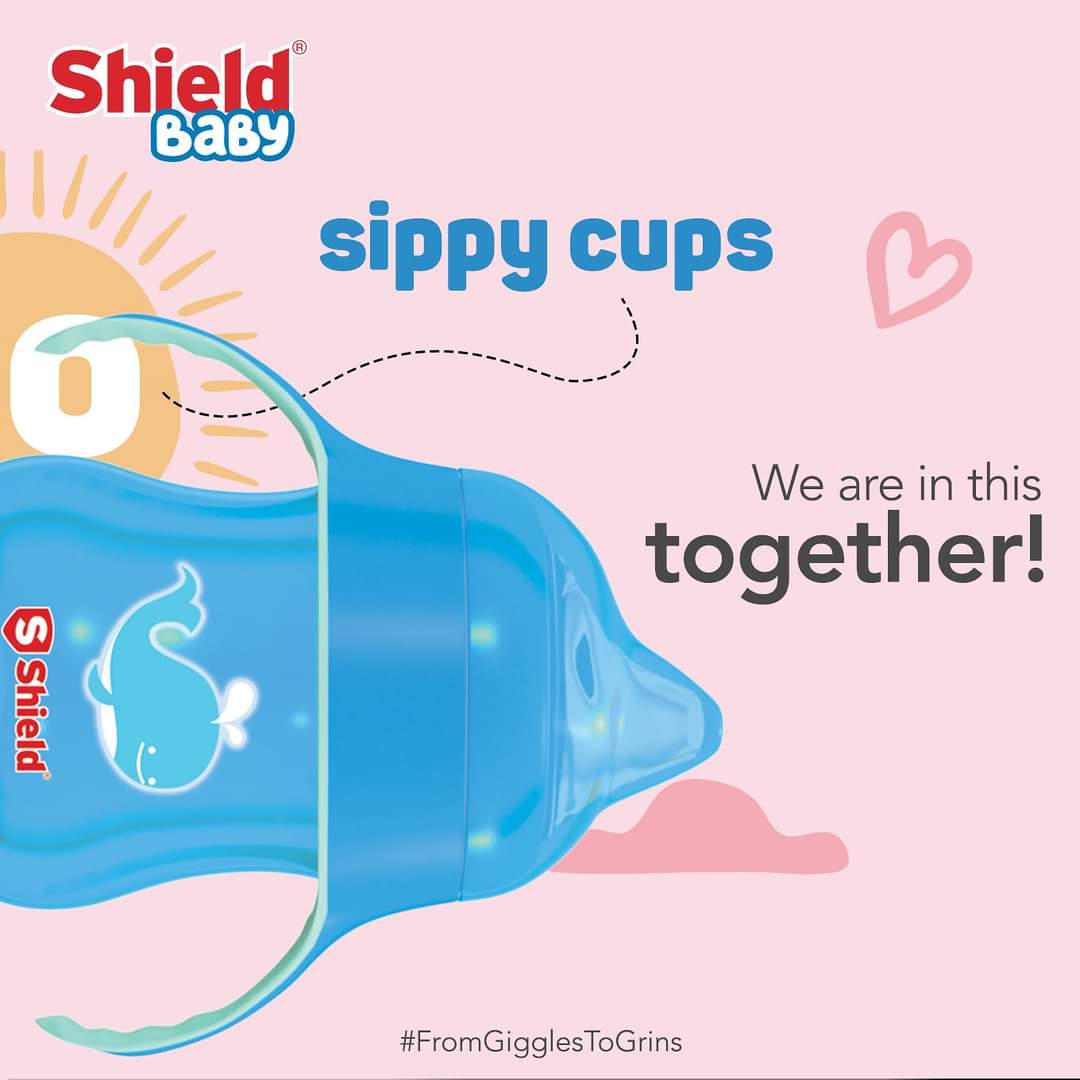 Shield®
BABY
sippy cups
o
We are in this
together!
S Shield®
#FromGigglesToGrins